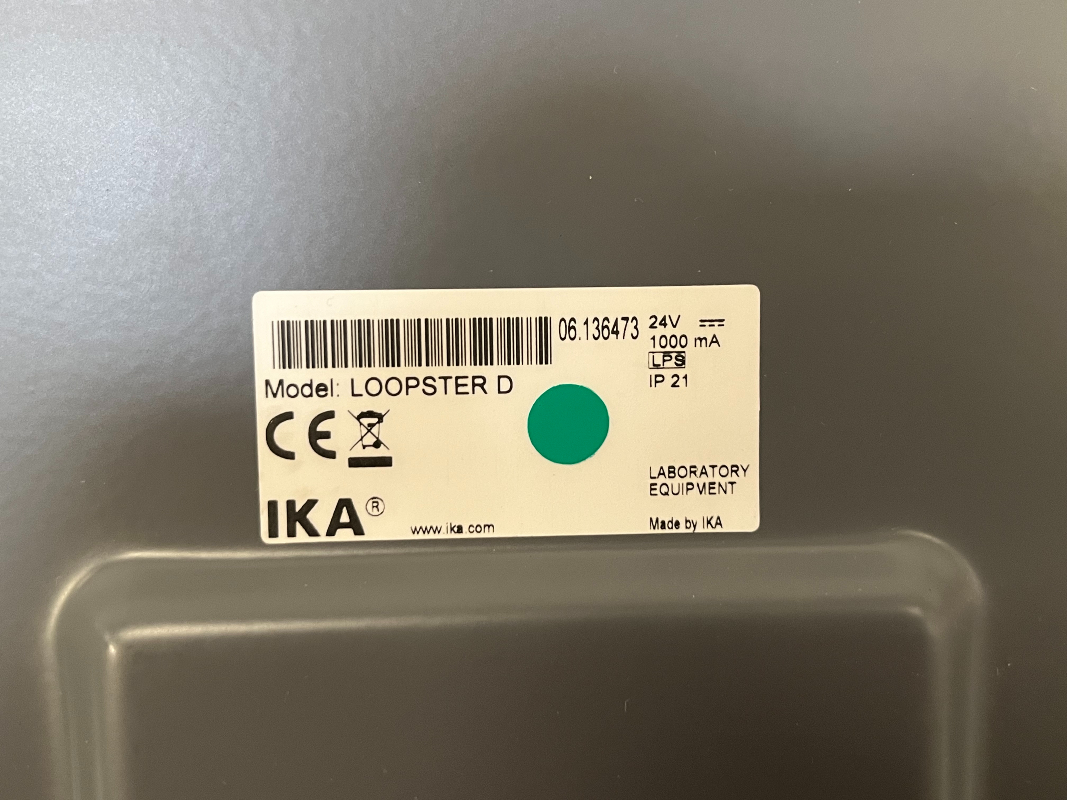 06.136473
24V
1000 mA
LPS
IP 21
Model: LOOPSTER D
CE
LABORATORY
EQUIPMENT
IKA®
www.ika.com
Made by IKA